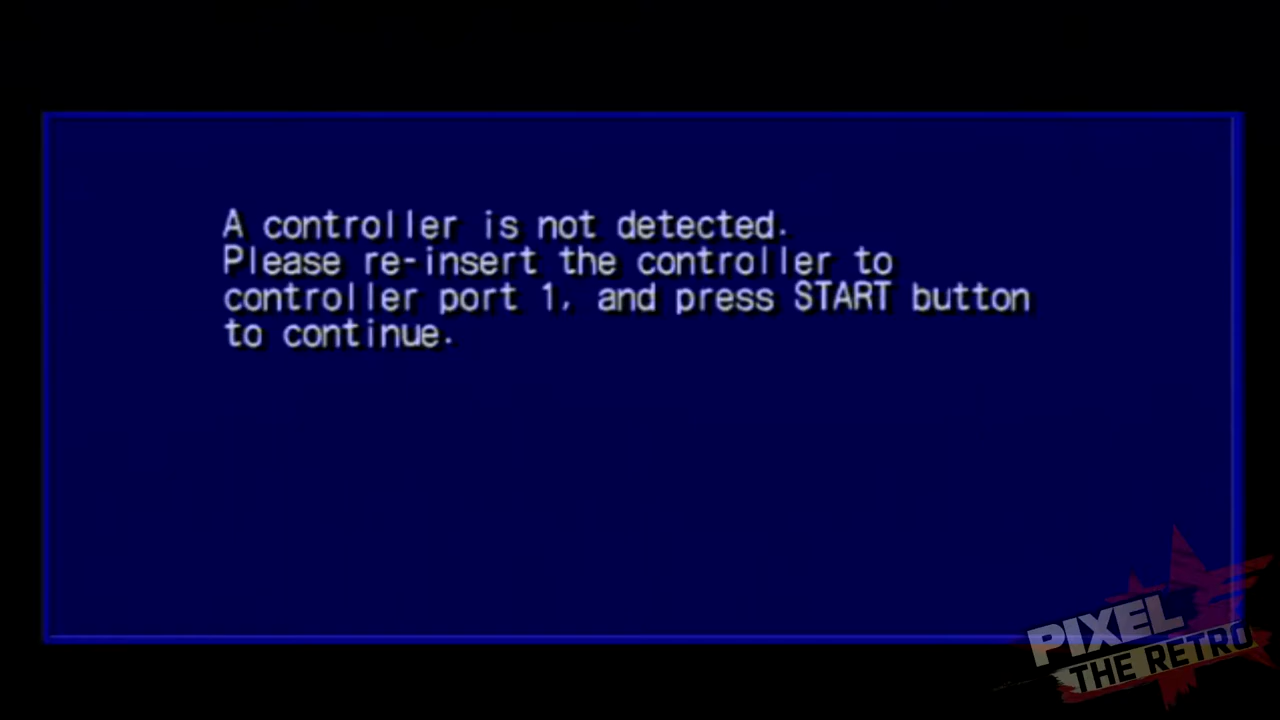 A controller is not detected.
Please re-insert the controller to
controller port 1, and press START button
to continue.
PIXEL
THE RETRO